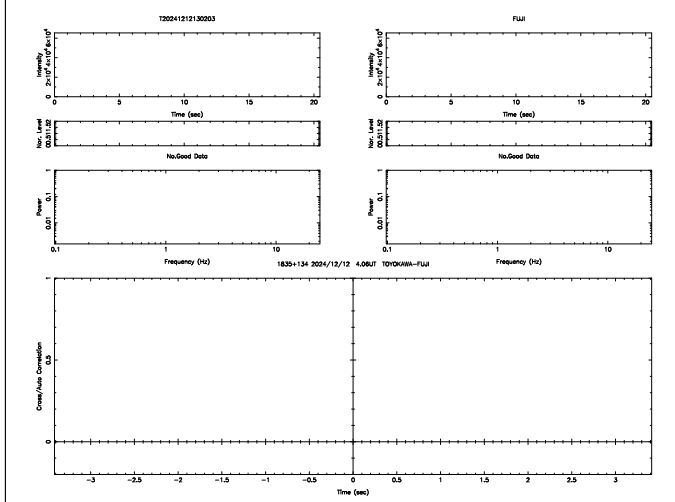 T20241212130203
FUJI
Intensity
0 2×10⁴ 4×10⁴ 6×10⁴
0 5 10 15 20
Time (sec)
Intensity
0 2×10⁴ 4×10⁴ 6×10⁴
0 5 10 15 20
Time (sec)
Nor. Level
00.511.52
Nor. Level
00.511.52
No.Good Data
No.Good Data
Power
0.01 0.1 1
0.1 1 10
Frequency (Hz)
Power
0.01 0.1 1
0.1 1 10
Frequency (Hz)
1835+134 2024/12/12 4.06UT TOYOKAWA-FUJI
Cross/Auto Correlation
0 0.5 1
-3 -2.5 -2 -1.5 -1 -0.5 0 0.5 1 1.5 2 2.5 3
Time (sec)